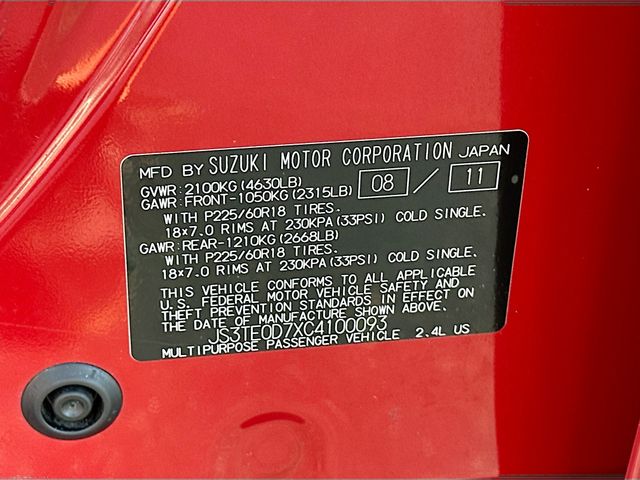 MFD BY SUZUKI MOTOR CORPORATION JAPAN
GVWR:2100KG(4630LB)
GAWR:FRONT-1050KG(2315LB) 08 / 11
WITH P225/60R18 TIRES.
18×7.0 RIMS AT 230KPA(33PSI) COLD SINGLE.
GAWR:REAR-1210KG(2668LB)
WITH P225/60R18 TIRES.
18×7.0 RIMS AT 230KPA(33PSI) COLD SINGLE.
THIS VEHICLE CONFORMS TO ALL APPLICABLE
U.S. FEDERAL MOTOR VEHICLE SAFETY AND
THEFT PREVENTION STANDARDS IN EFFECT ON
THE DATE OF MANUFACTURE SHOWN ABOVE.
JS3TE0D7XC4100093
MULTIPURPOSE PASSENGER VEHICLE 2.4L US